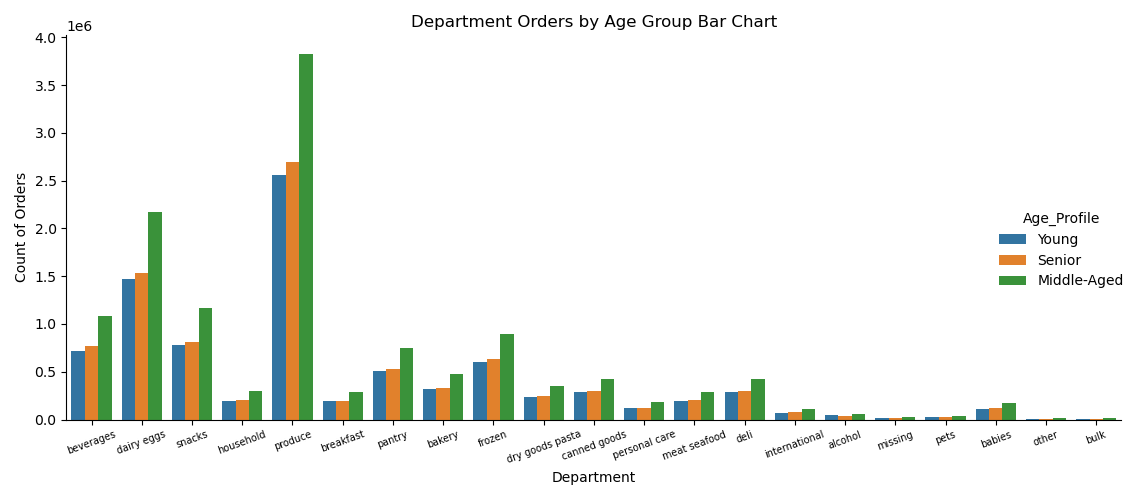 Department Orders by Age Group Bar Chart
1e6
4.0
3.5
3.0
2.5
2.0
1.5
1.0
0.5
0.0
Count of Orders
beverages
dairy eggs
snacks
household
produce
breakfast
pantry
bakery
frozen
dry goods pasta
canned goods
personal care
meat seafood
deli
international
alcohol
missing
pets
babies
other
bulk
Department
Age_Profile
Young
Senior
Middle-Aged